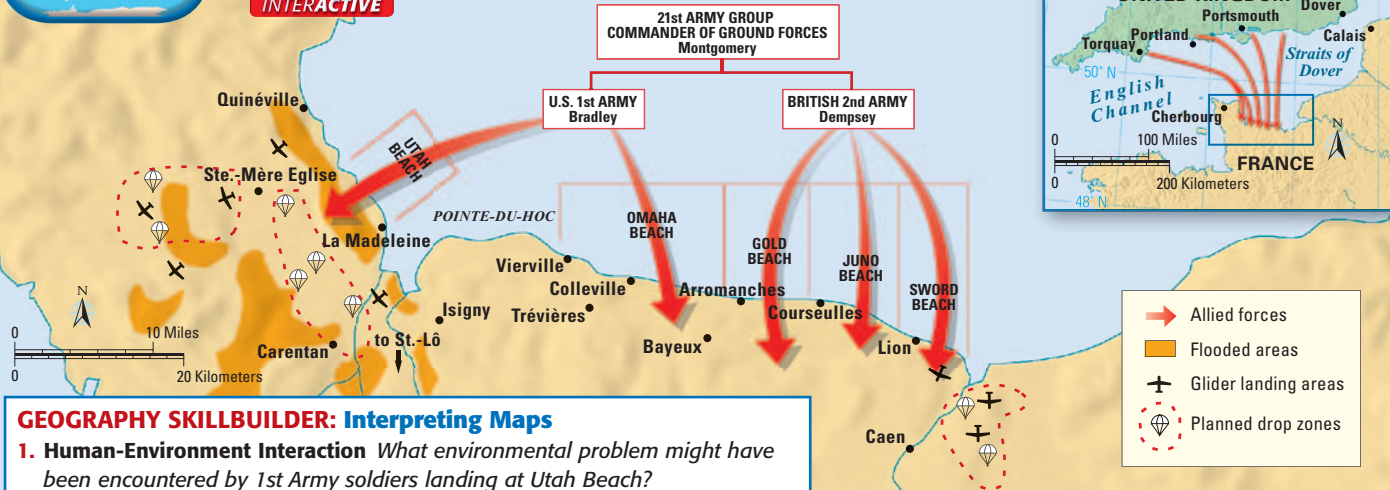 INTERACTIVE
21st ARMY GROUP
COMMANDER OF GROUND FORCES
Montgomery
U.S. 1st ARMY
Bradley
BRITISH 2nd ARMY
Dempsey
Quinéville
UTAH
BEACH
Ste.-Mère Eglise
La Madeleine
POINTE-DU-HOC
OMAHA
BEACH
GOLD
BEACH
JUNO
BEACH
SWORD
BEACH
Vierville
Colleville
Trévières
Isigny
Arromanches
Courseulles
Bayeux
Lion
Caen
Carentan
to St.-Lô
N
0
10 Miles
0
20 Kilometers
Dover
Portsmouth
Portland
Torquay
Calais
Straits of
Dover
50° N
English
Channel
Cherbourg
N
0
100 Miles
FRANCE
0
200 Kilometers
48° N
Allied forces
Flooded areas
Glider landing areas
Planned drop zones
GEOGRAPHY SKILLBUILDER: Interpreting Maps
1. Human-Environment Interaction What environmental problem might have
been encountered by 1st Army soldiers landing at Utah Beach?